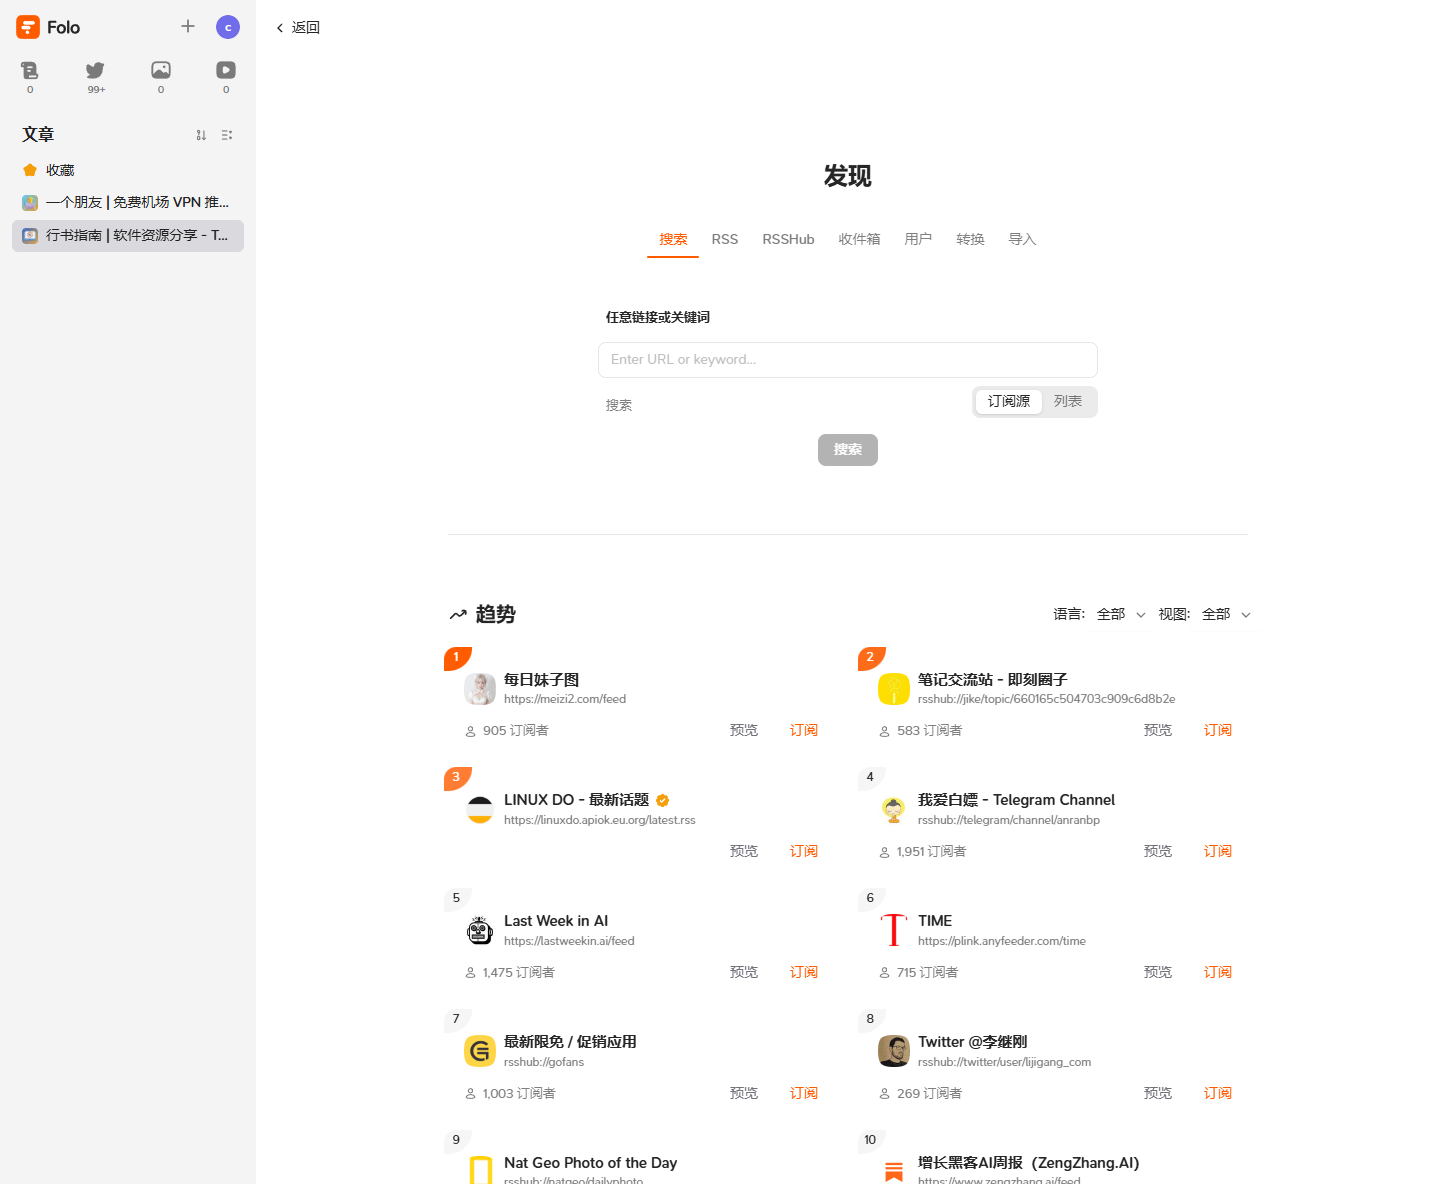 Folo
c
0
99+
0
0
文章
收藏
一个朋友 | 免费机场 VPN 推...
行书指南 | 软件资源分享 - T...
返回
发现
搜索
RSS
RSSHub
收件箱
用户
转换
导入
任意链接或关键词
Enter URL or keyword...
搜索
订阅源
列表
搜索
趋势
语言: 全部
视图: 全部
1
每日妹子图
https://meizi2.com/feed
905 订阅者
预览
订阅
2
笔记交流站 - 即刻圈子
rsshub://jike/topic/660165c504703c909c6d8b2e
583 订阅者
预览
订阅
3
LINUX DO - 最新话题
https://linuxdo.apiok.eu.org/latest.rss
预览
订阅
4
我爱白嫖 - Telegram Channel
rsshub://telegram/channel/anranbp
1,951 订阅者
预览
订阅
5
Last Week in AI
https://lastweekin.ai/feed
1,475 订阅者
预览
订阅
6
TIME
https://plink.anyfeeder.com/time
715 订阅者
预览
订阅
7
最新限免 / 促销应用
rsshub://gofans
1,003 订阅者
预览
订阅
8
Twitter @李继刚
rsshub://twitter/user/lijigang_com
269 订阅者
预览
订阅
9
Nat Geo Photo of the Day
rsshub://natgeo/dailyphoto
10
增长黑客AI周报（ZengZhang.AI）
https://www.zengzhang.ai/feed